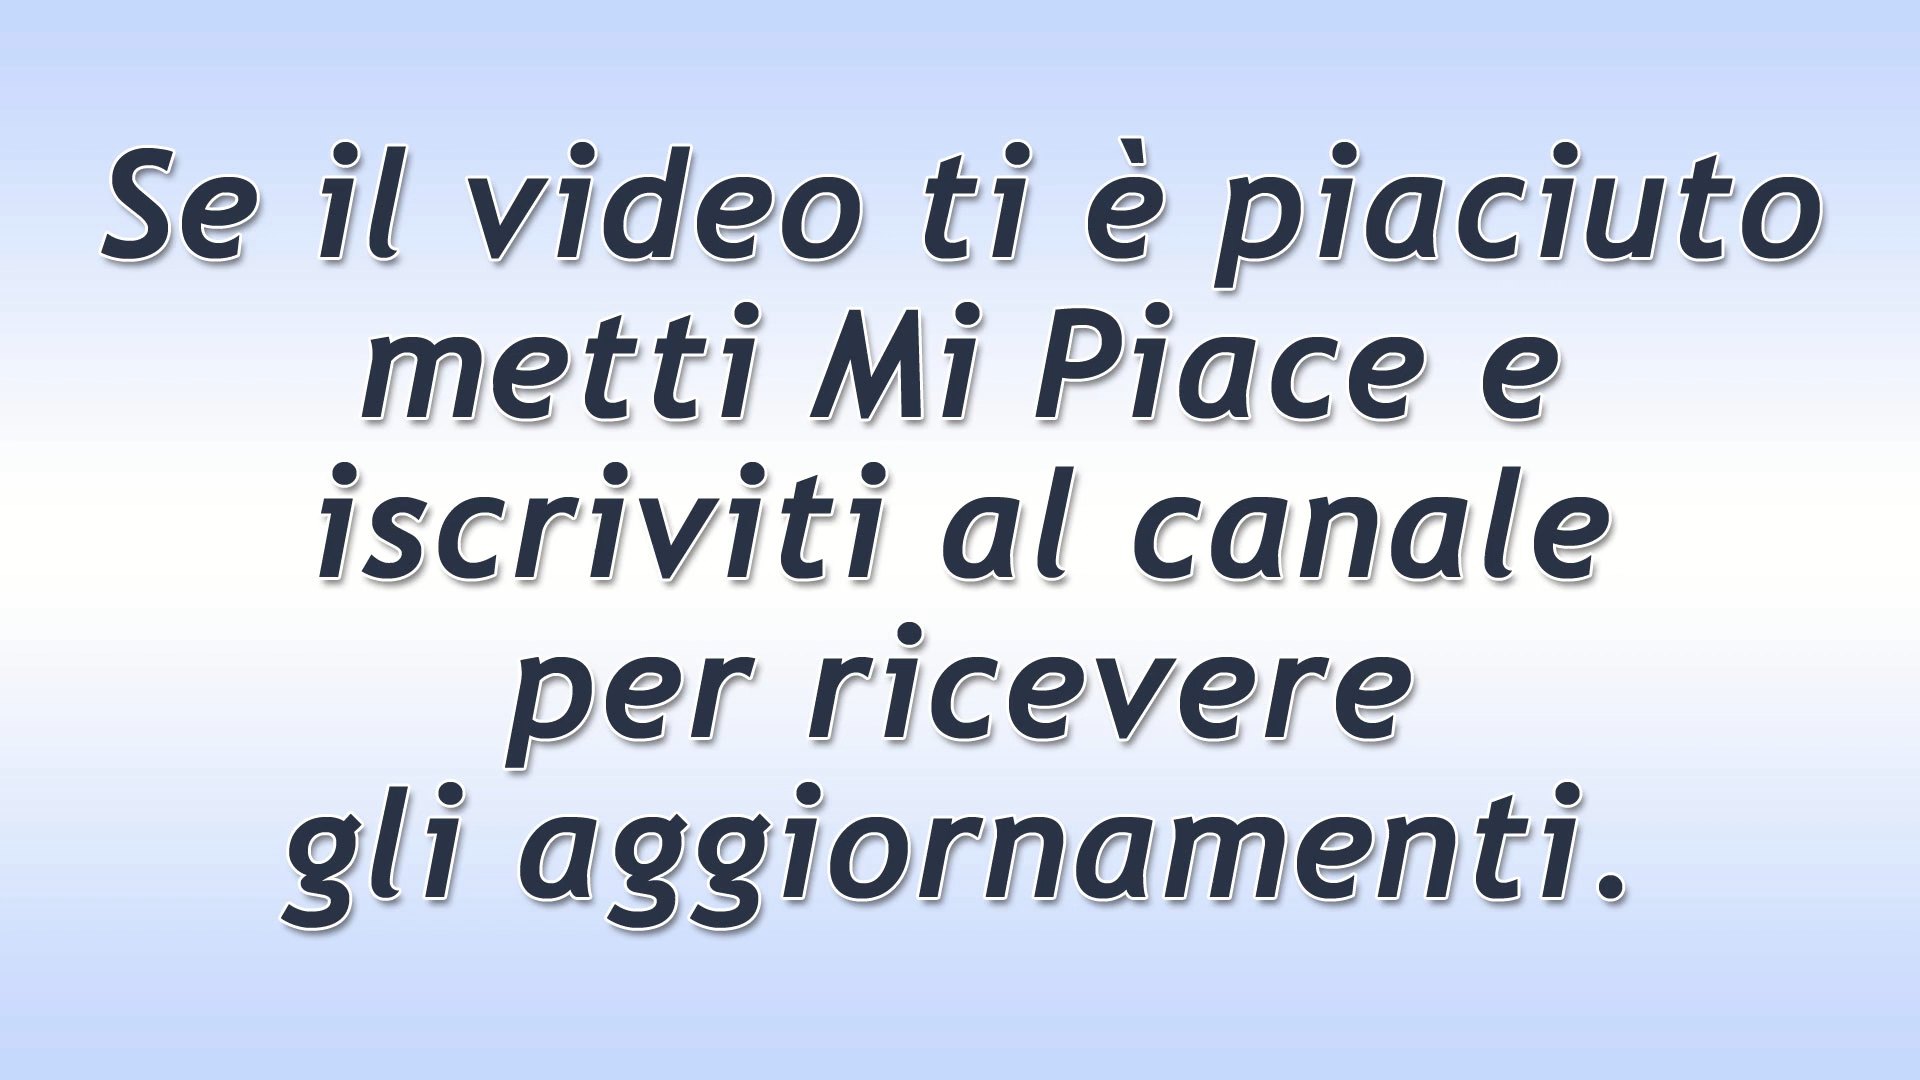 Se il video ti è piaciuto
metti Mi Piace e
iscriviti al canale
per ricevere
gli aggiornamenti.